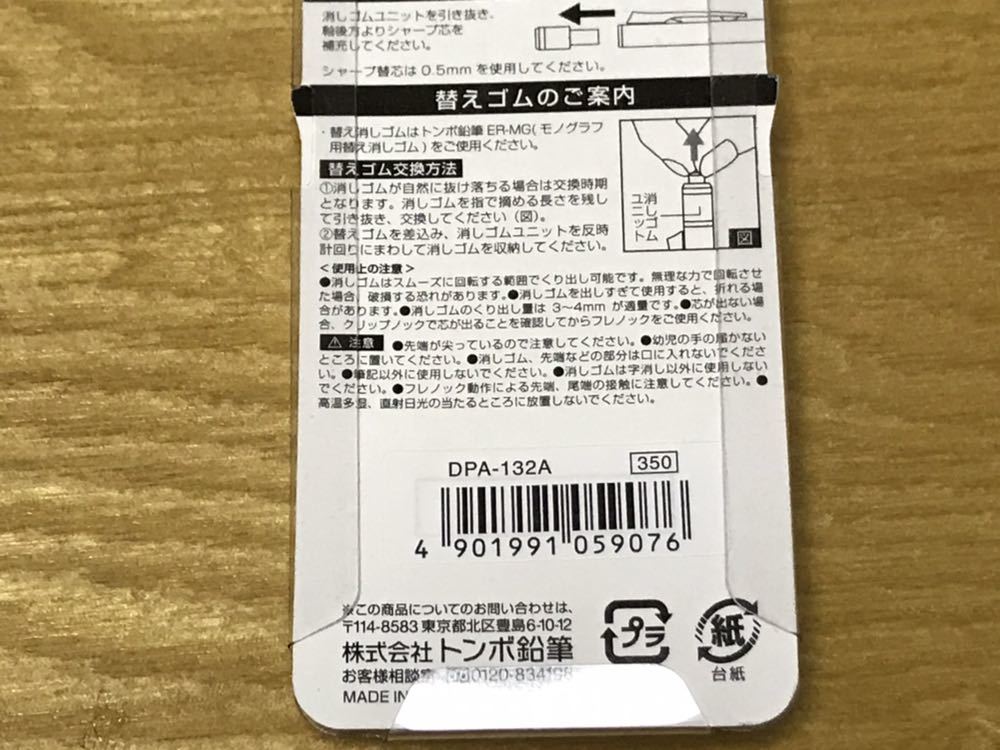 消しゴムユニットを引き抜き、
軸後方よりシャープ芯を
補充してください。
シャープ替芯は 0.5mm を使用してください。
替えゴムのご案内
・替え消しゴムはトンボ鉛筆 ER-MG( モノグラフ
用替え消しゴム ) をご使用ください。
替えゴム交換方法
①消しゴムが自然に抜け落ちる場合は交換時期
となります。消しゴムを指で摘める長さを残し
て引き抜き、交換してください（図）。
②替えゴムを差込み、消しゴムユニットを反時
計回りにまわして消しゴムを収納してください。
消しゴム
ユニット
図
＜使用上の注意＞
●消しゴムはスムーズに回転する範囲でくり出し可能です。無理な力で回転させ
た場合、破損する恐れがあります。●消しゴムを出しすぎて使用すると、折れる場
合があります。●消しゴムのくり出し量は 3〜4mm が適量です。●芯が出ない場
合、クリップノックで芯が出ることを確認してからフレノックをご使用ください。
⚠ 注意 ●先端が尖っているので注意してください。●幼児の手の届かない
ところに置いてください。●消しゴム、先端などの部分は口に入れないでくださ
い。●筆記以外に使用しないでください。●消しゴムは字消し以外に使用しない
でください。●フレノック動作による先端、尾端の接触に注意してください。●
高温多湿、直射日光の当たるところに放置しないでください。
DPA-132A 350
4 901991 059076
※この商品についてのお問い合わせは、
〒114-8583 東京都北区豊島6-10-12
株式会社トンボ鉛筆
お客様相談室 0120-834198
MADE IN
プラ
紙
台紙